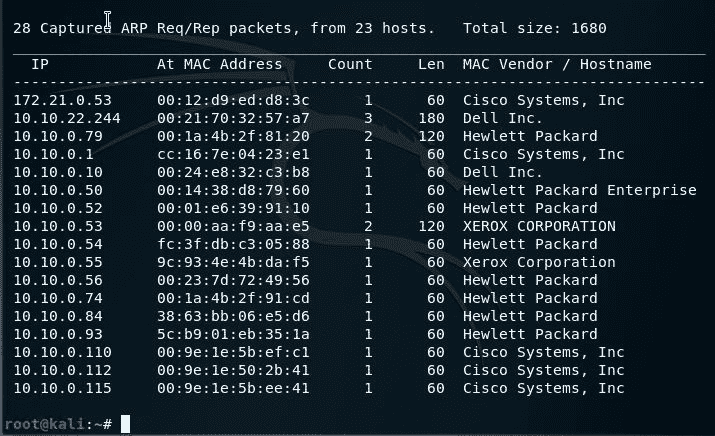 28 Captured ARP Req/Rep packets, from 23 hosts.   Total size: 1680
_____________________________________________________________________________
  IP            At MAC Address     Count     Len  MAC Vendor / Hostname
-----------------------------------------------------------------------------
172.21.0.53     00:12:d9:ed:d8:3c      1      60  Cisco Systems, Inc
10.10.22.244    00:21:70:32:57:a7      3     180  Dell Inc.
10.10.0.79      00:1a:4b:2f:81:20      2     120  Hewlett Packard
10.10.0.1       cc:16:7e:04:23:e1      1      60  Cisco Systems, Inc
10.10.0.10      00:24:e8:32:c3:b8      1      60  Dell Inc.
10.10.0.50      00:14:38:d8:79:60      1      60  Hewlett Packard Enterprise
10.10.0.52      00:01:e6:39:91:10      1      60  Hewlett Packard
10.10.0.53      00:00:aa:f9:aa:e5      2     120  XEROX CORPORATION
10.10.0.54      fc:3f:db:c3:05:88      1      60  Hewlett Packard
10.10.0.55      9c:93:4e:4b:da:f5      1      60  Xerox Corporation
10.10.0.56      00:23:7d:72:49:56      1      60  Hewlett Packard
10.10.0.74      00:1a:4b:2f:91:cd      1      60  Hewlett Packard
10.10.0.84      38:63:bb:06:e5:d6      1      60  Hewlett Packard
10.10.0.93      5c:b9:01:eb:35:1a      1      60  Hewlett Packard
10.10.0.110     00:9e:1e:5b:ef:c1      1      60  Cisco Systems, Inc
10.10.0.112     00:9e:1e:50:2b:41      1      60  Cisco Systems, Inc
10.10.0.115     00:9e:1e:5b:ee:41      1      60  Cisco Systems, Inc
root@kali:~#